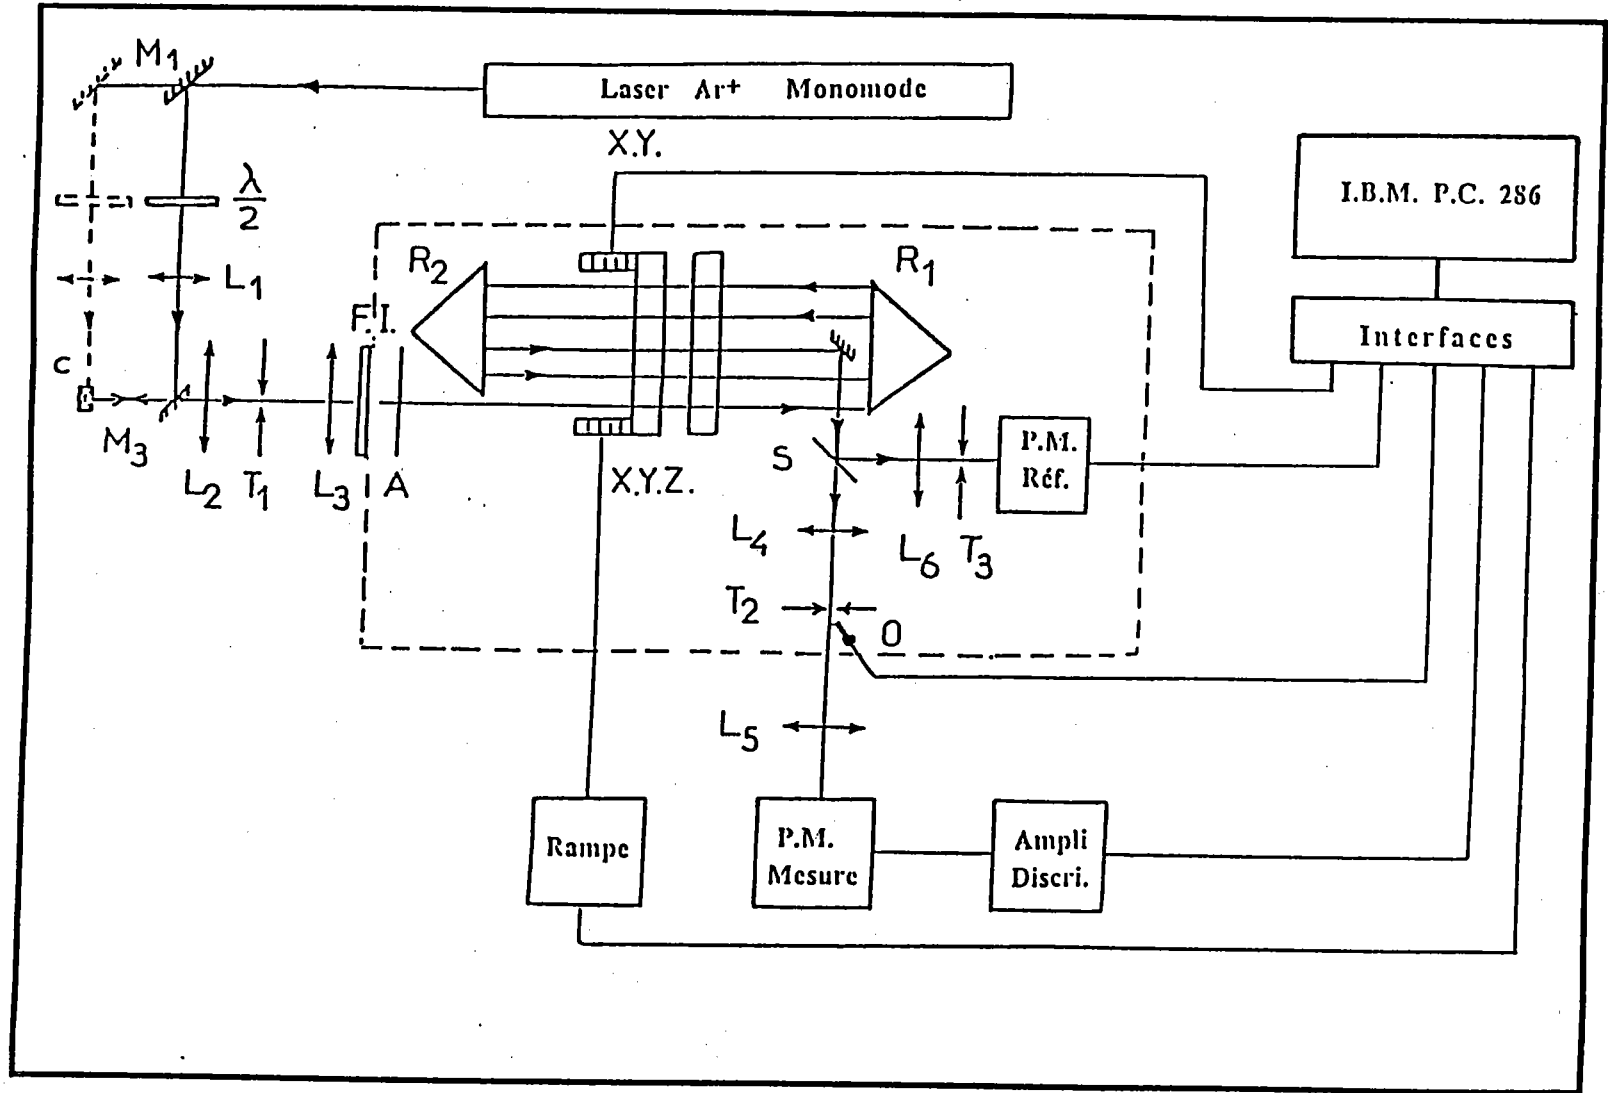 M1
Laser Ar+ Monomode
X.Y.
I.B.M. P.C. 286
λ/2
R2
R1
L1
F.I.
Interfaces
C
M3
L2
T1
L3
A
X.Y.Z.
S
P.M.
Réf.
L4
L6
T3
T2
O
L5
Rampe
P.M.
Mesure
Ampli
Discri.